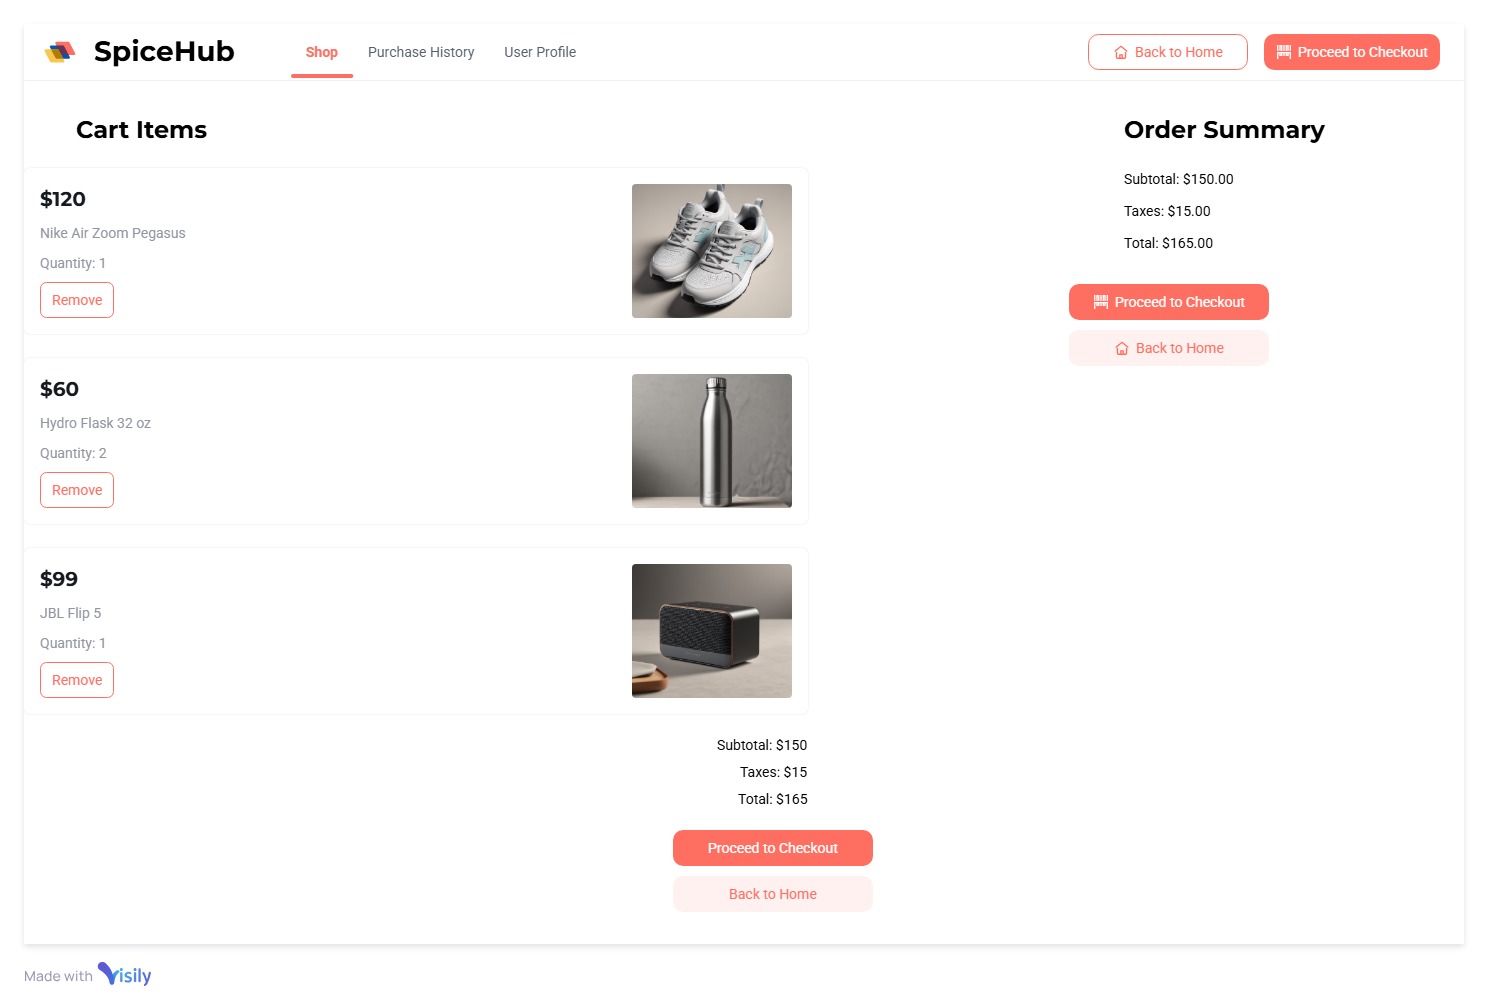 SpiceHub
Shop
Purchase History
User Profile
Back to Home
Proceed to Checkout
Cart Items
$120
Nike Air Zoom Pegasus
Quantity: 1
Remove
$60
Hydro Flask 32 oz
Quantity: 2
Remove
$99
JBL Flip 5
Quantity: 1
Remove
Subtotal: $150
Taxes: $15
Total: $165
Proceed to Checkout
Back to Home
Order Summary
Subtotal: $150.00
Taxes: $15.00
Total: $165.00
Proceed to Checkout
Back to Home
Made with Visily